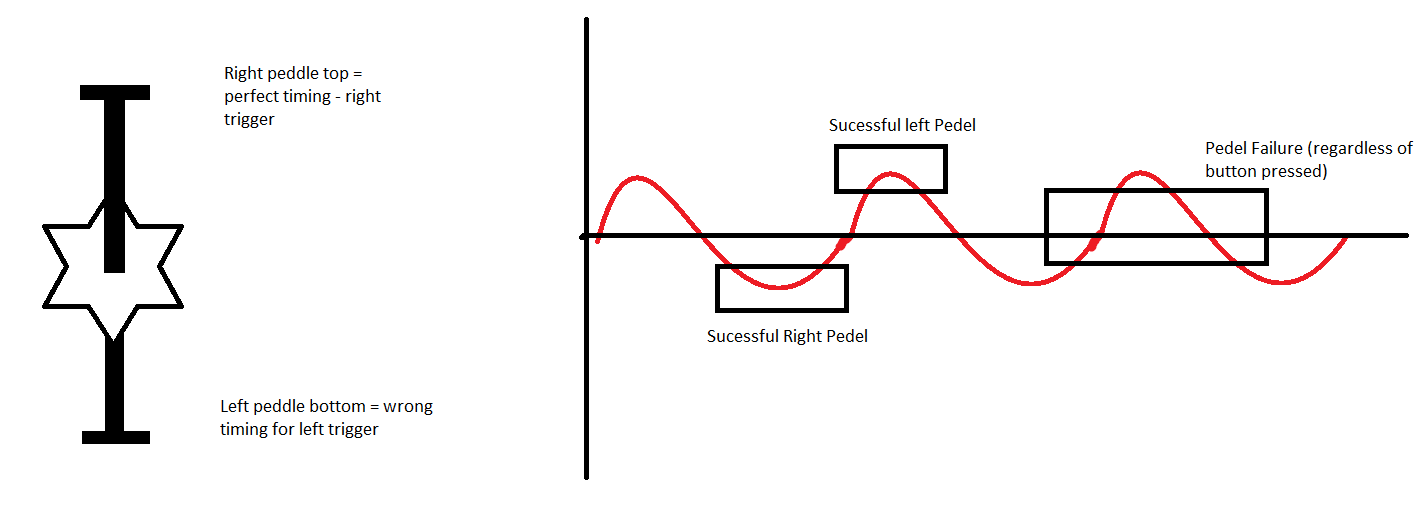 Right peddle top =
perfect timing - right
trigger
Sucessful left Pedel
Pedel Failure (regardless of
button pressed)
Sucessful Right Pedel
Left peddle bottom = wrong
timing for left trigger